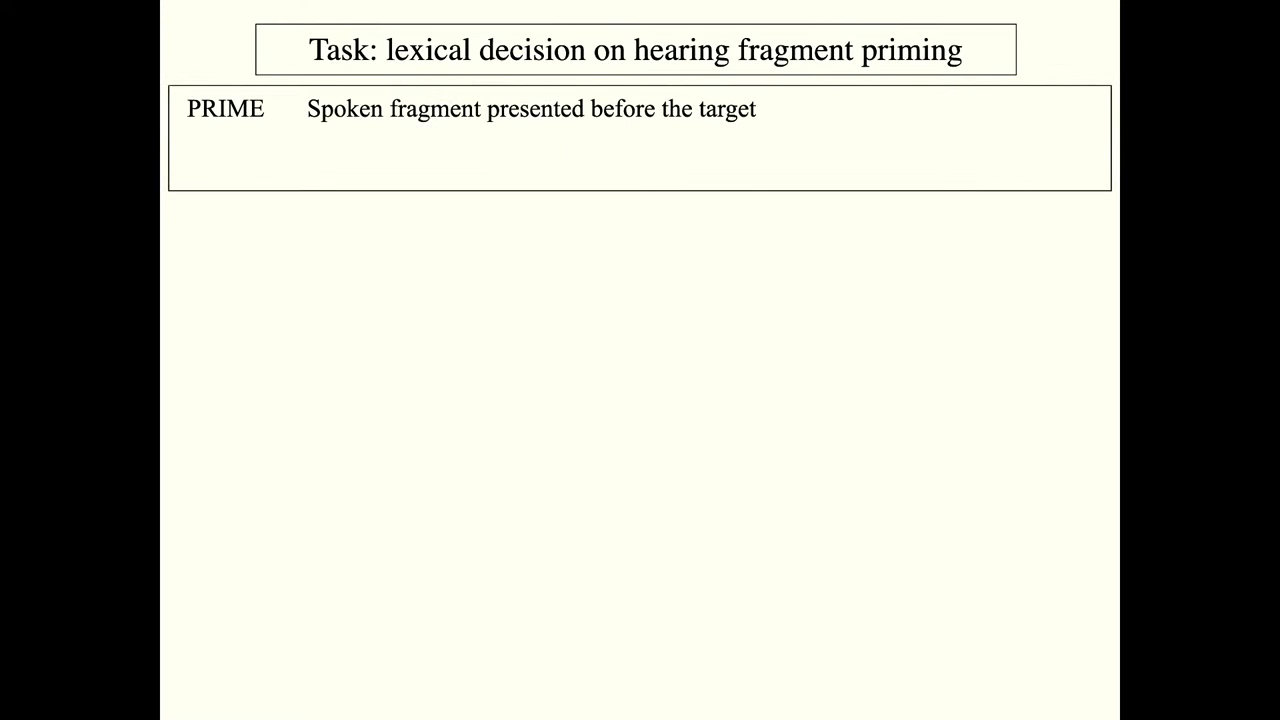 Task: lexical decision on hearing fragment priming
PRIME Spoken fragment presented before the target